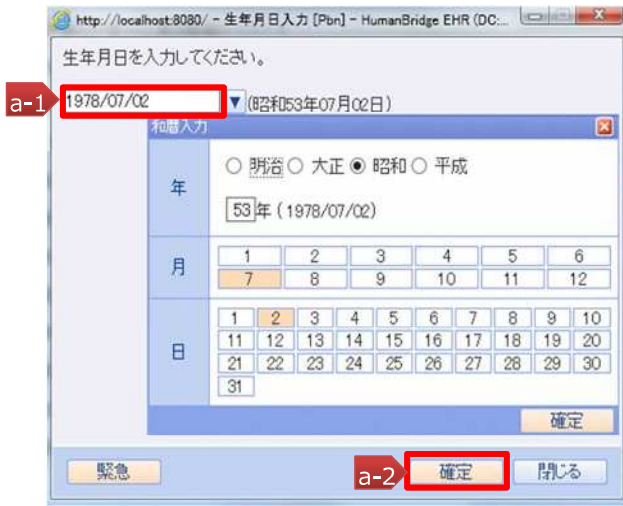 http://localhost:8080/ - 生年月日入力 [Pbn] - HumanBridge EHR (DC:...
生年月日を入力してください。
a-1
1978/07/02
▼(昭和53年07月02日)
和暦入力
年
明治 大正 昭和 平成
53年 (1978/07/02)
月
1 2 3 4 5 6
7 8 9 10 11 12
日
1 2 3 4 5 6 7 8 9 10
11 12 13 14 15 16 17 18 19 20
21 22 23 24 25 26 27 28 29 30
31
確定
緊急
a-2
確定
閉じる